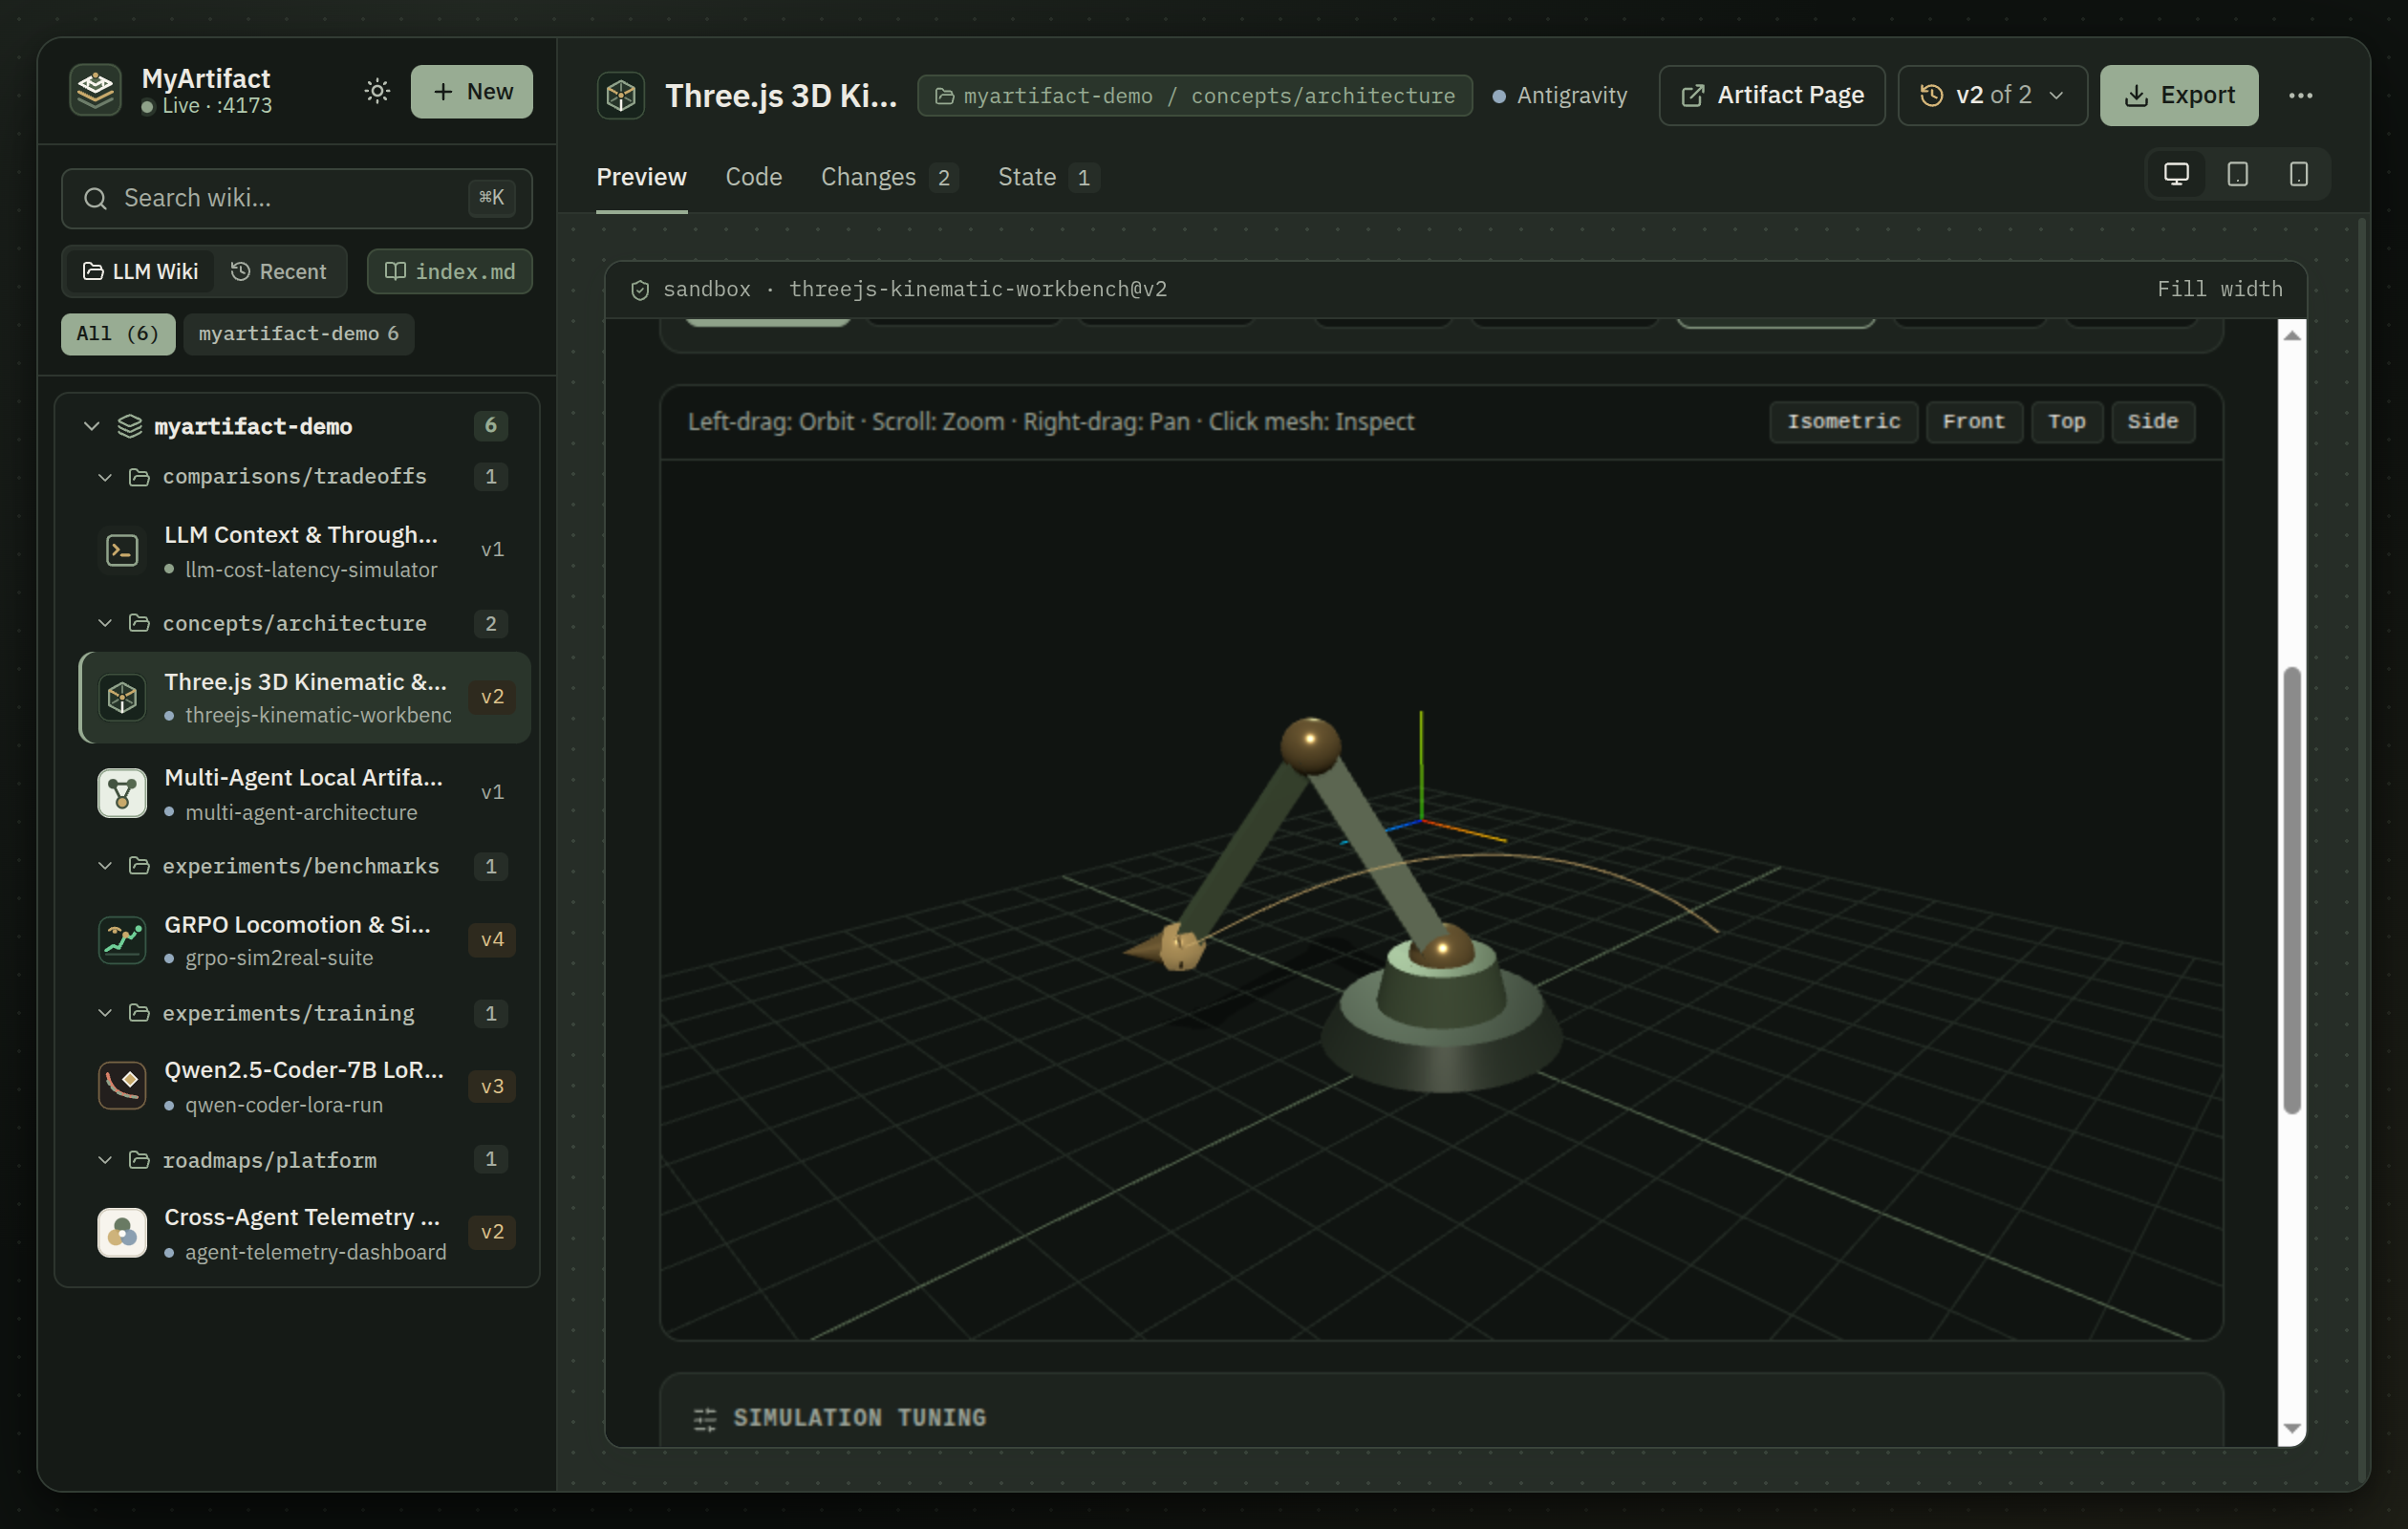 MyArtifact
Live · :4173
New
Search wiki...
⌘K
LLM Wiki
Recent
index.md
All (6)
myartifact-demo 6
myartifact-demo
6
comparisons/tradeoffs
1
LLM Context & Through...
llm-cost-latency-simulator
v1
concepts/architecture
2
Three.js 3D Kinematic &...
threejs-kinematic-workbenc
v2
Multi-Agent Local Artifa...
multi-agent-architecture
v1
experiments/benchmarks
1
GRPO Locomotion & Si...
grpo-sim2real-suite
v4
experiments/training
1
Qwen2.5-Coder-7B LoR...
qwen-coder-lora-run
v3
roadmaps/platform
1
Cross-Agent Telemetry ...
agent-telemetry-dashboard
v2
Three.js 3D Ki...
myartifact-demo / concepts/architecture
Antigravity
Artifact Page
v2 of 2
Export
Preview
Code
Changes 2
State 1
sandbox · threejs-kinematic-workbench@v2
Fill width
Left-drag: Orbit · Scroll: Zoom · Right-drag: Pan · Click mesh: Inspect
Isometric
Front
Top
Side
SIMULATION TUNING